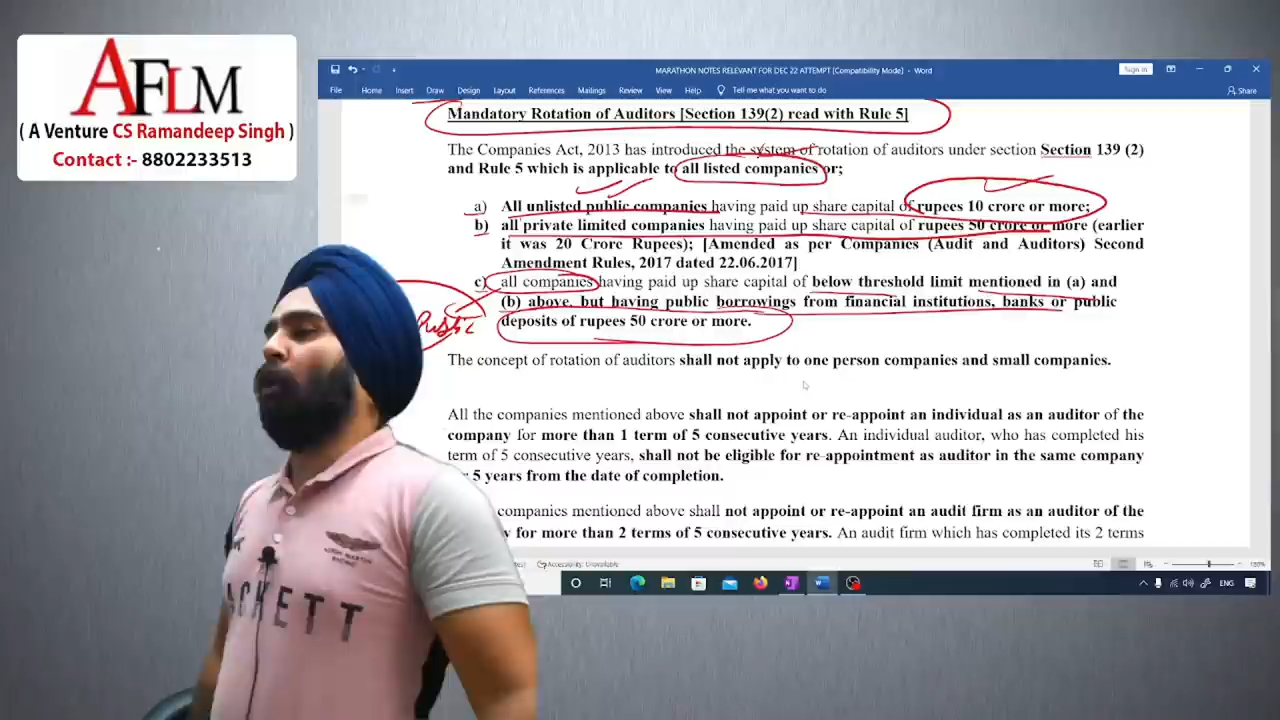 AFLM
( A Venture CS Ramandeep Singh )
Contact :- 8802233513
MARATHON NOTES RELEVANT FOR DEC 22 ATTEMPT [Compatibility Mode] - Word
Sign in
File Home Insert Draw Design Layout References Mailings Review View Help Tell me what you want to do
Share
Mandatory Rotation of Auditors [Section 139(2) read with Rule 5]
The Companies Act, 2013 has introduced the system of rotation of auditors under section Section 139 (2)
and Rule 5 which is applicable to all listed companies or;
a) All unlisted public companies having paid up share capital of rupees 10 crore or more;
b) all private limited companies having paid up share capital of rupees 50 crore or more (earlier
it was 20 Crore Rupees); [Amended as per Companies (Audit and Auditors) Second
Amendment Rules, 2017 dated 22.06.2017]
c) all companies having paid up share capital of below threshold limit mentioned in (a) and
(b) above, but having public borrowings from financial institutions, banks or public
deposits of rupees 50 crore or more.
Public
The concept of rotation of auditors shall not apply to one person companies and small companies.
All the companies mentioned above shall not appoint or re-appoint an individual as an auditor of the
company for more than 1 term of 5 consecutive years. An individual auditor, who has completed his
term of 5 consecutive years, shall not be eligible for re-appointment as auditor in the same company
5 years from the date of completion.
companies mentioned above shall not appoint or re-appoint an audit firm as an auditor of the
for more than 2 terms of 5 consecutive years. An audit firm which has completed its 2 terms
Accessibility: Unavailable
ENG